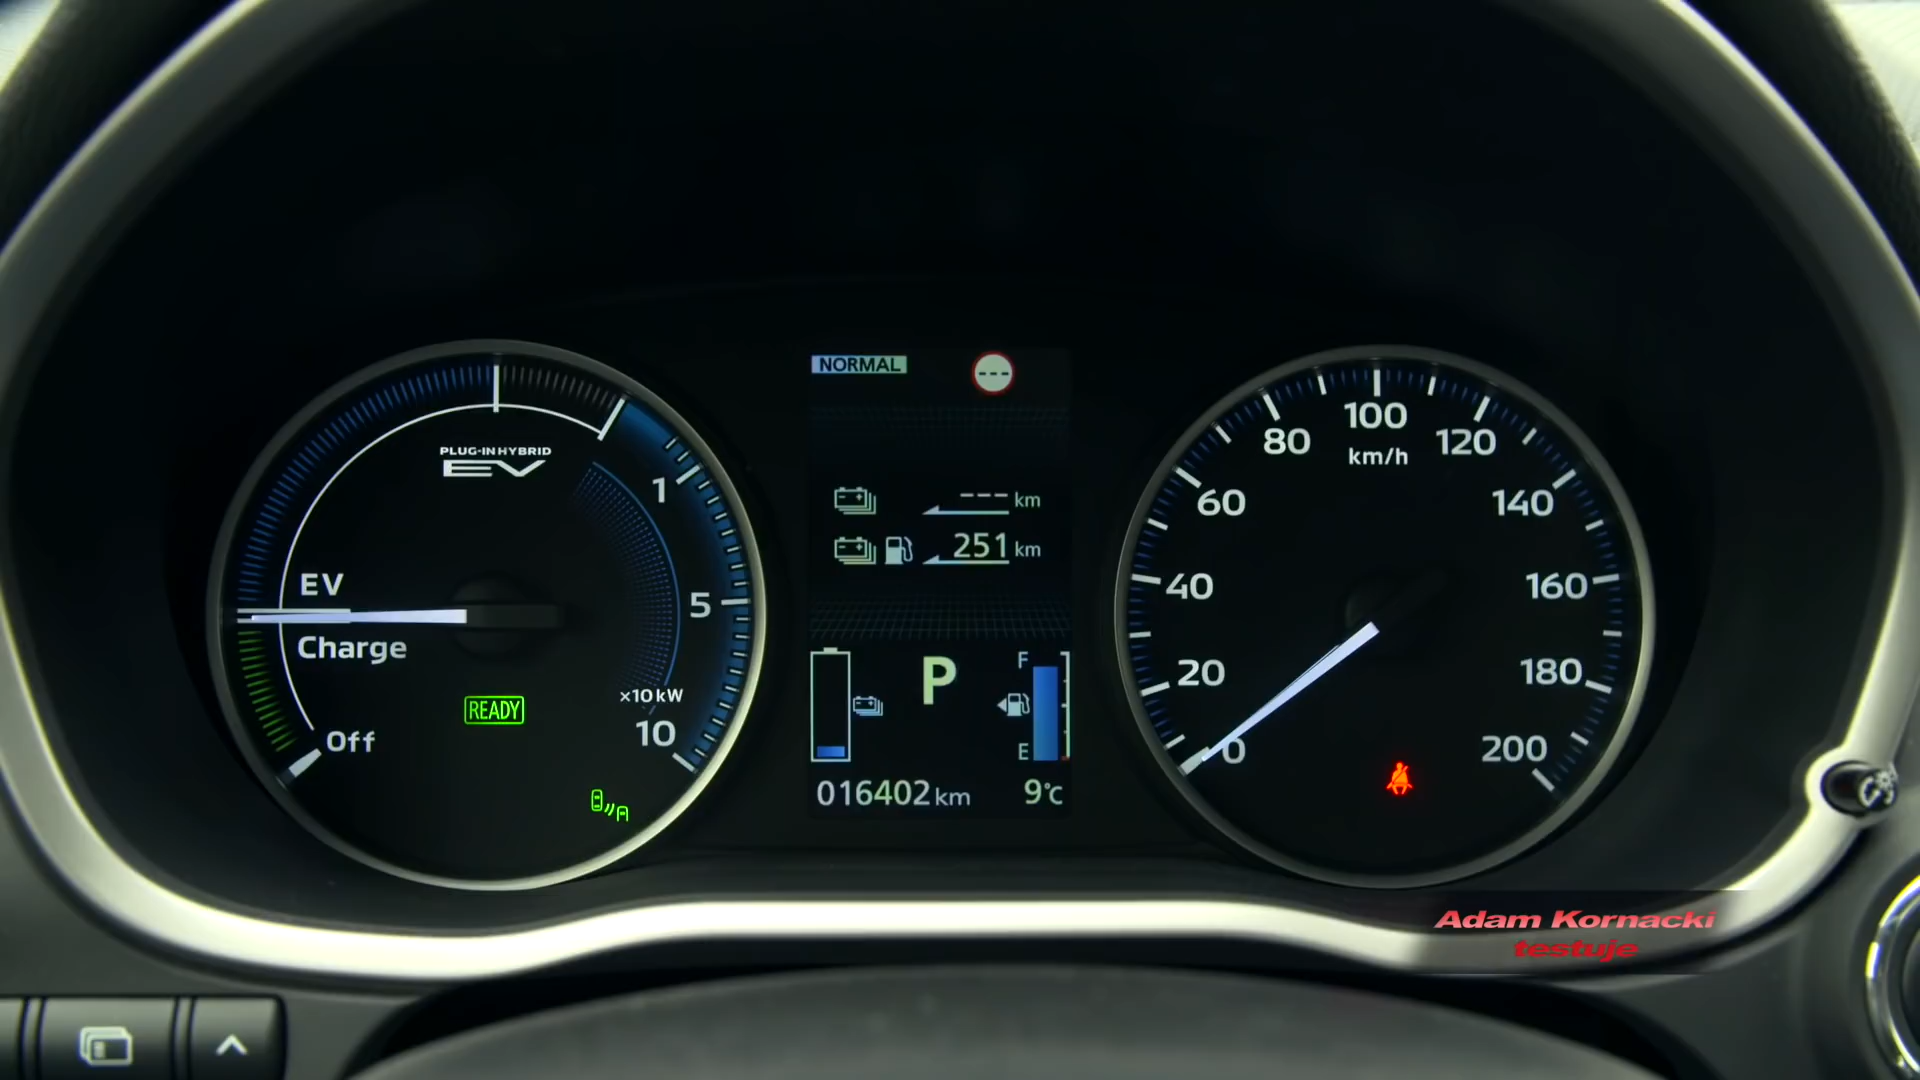 PLUG-IN HYBRID
EV
1
5
×10 kW
10
EV
Charge
Off
READY
NORMAL
---
--- km
251 km
P
F
E
016402 km
9°C
0
20
40
60
80
100
km/h
120
140
160
180
200
Adam Kornacki
testuje